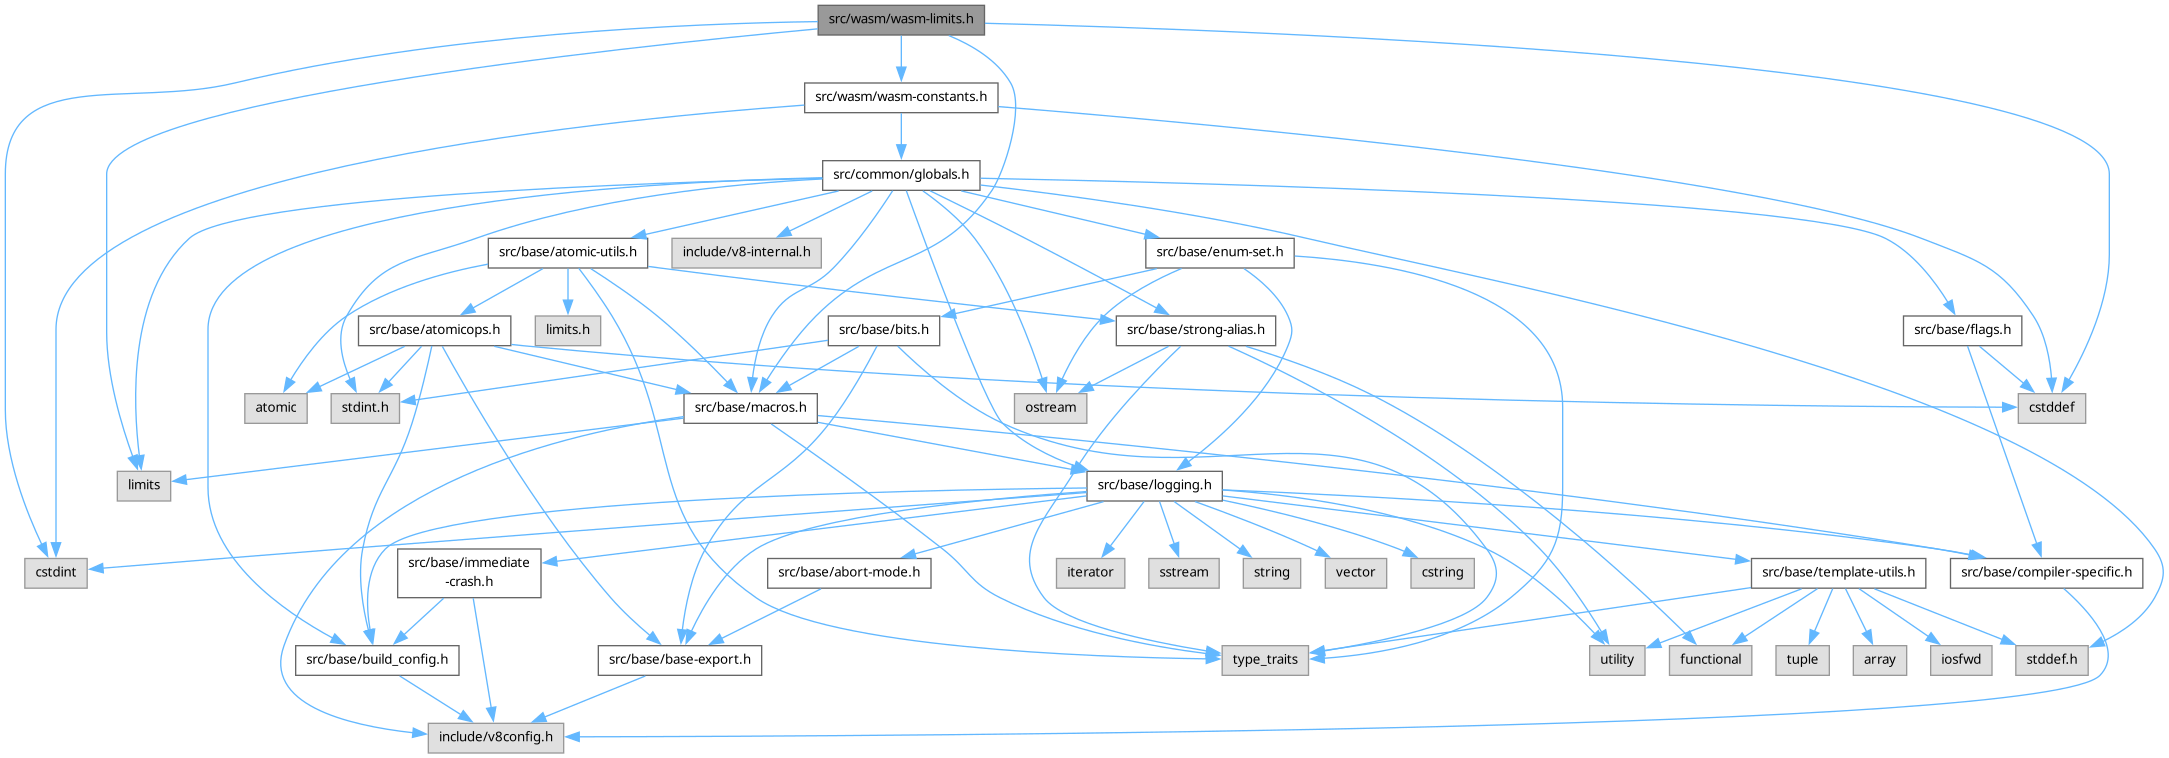 src/wasm/wasm-limits.h
src/wasm/wasm-constants.h
src/common/globals.h
src/base/atomic-utils.h
include/v8-internal.h
src/base/enum-set.h
src/base/atomicops.h
limits.h
src/base/bits.h
src/base/strong-alias.h
src/base/flags.h
atomic
stdint.h
src/base/macros.h
ostream
cstddef
limits
src/base/logging.h
cstdint
src/base/immediate
-crash.h
src/base/abort-mode.h
iterator
sstream
string
vector
cstring
src/base/template-utils.h
src/base/compiler-specific.h
src/base/build_config.h
src/base/base-export.h
type_traits
utility
functional
tuple
array
iosfwd
stddef.h
include/v8config.h